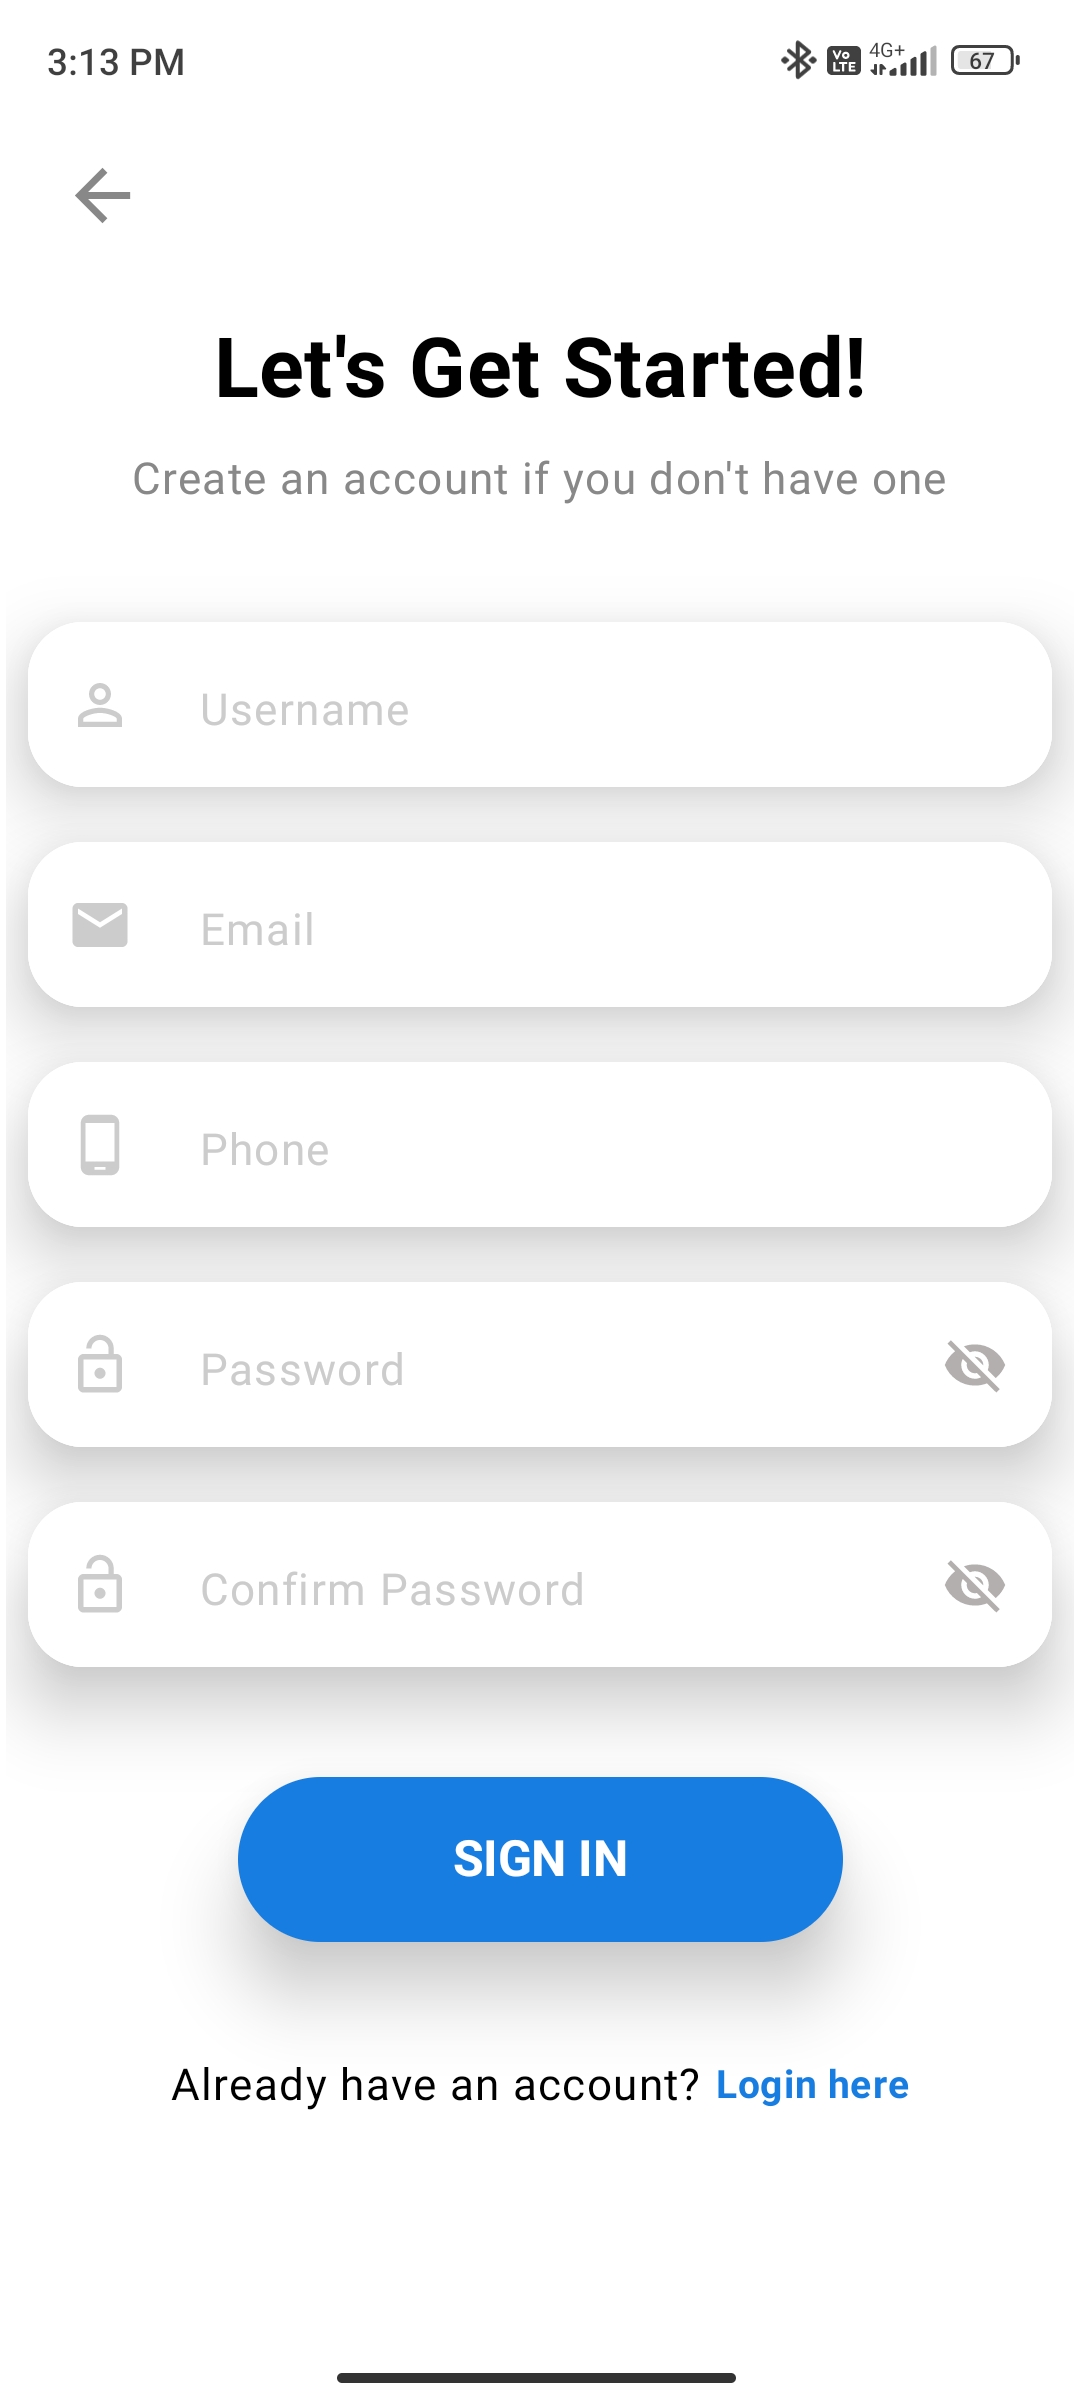 3:13 PM
Vo LTE 4G+ 67
Let's Get Started!
Create an account if you don't have one
Username
Email
Phone
Password
Confirm Password
SIGN IN
Already have an account? Login here